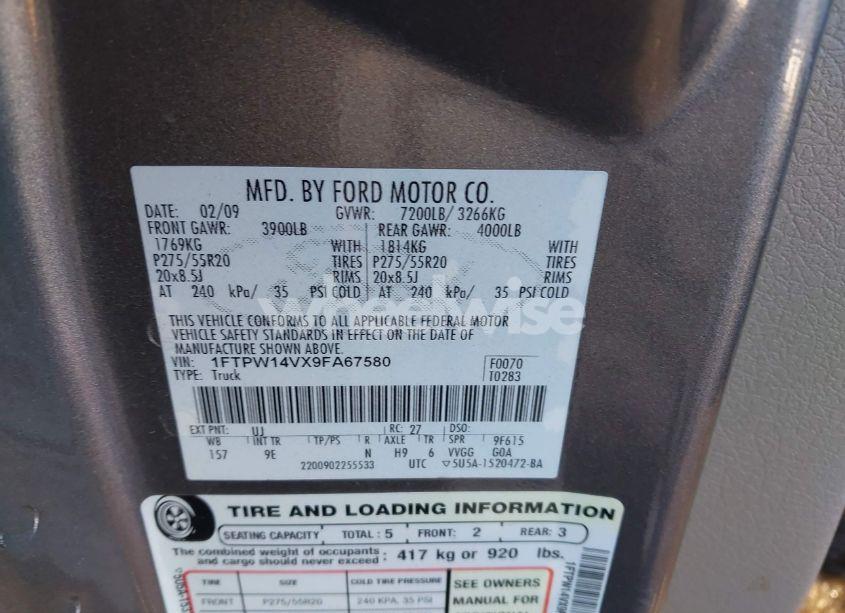 MFD. BY FORD MOTOR CO.
DATE: 02/09 GVWR: 7200LB/ 3266KG
FRONT GAWR: 3900LB REAR GAWR: 4000LB
1769KG WITH 1814KG WITH
P275/55R20 TIRES P275/55R20 TIRES
20x8.5J RIMS 20x8.5J RIMS
AT 240 kPa/ 35 PSI COLD AT 240 kPa/ 35 PSI COLD
wheelwise
THIS VEHICLE CONFORMS TO ALL APPLICABLE FEDERAL MOTOR
VEHICLE SAFETY STANDARDS IN EFFECT ON THE DATE OF
MANUFACTURE SHOWN ABOVE.
VIN: 1FTPW14VX9FA67580 F0070
TYPE: Truck T0283
EXT PNT: UJ RC: 27 DSO:
WB INT TR TP/PS R AXLE TR SPR 9F615
157 9E N H9 6 VVGG G0A
2200902255533 UTC ▽5U5A-1520472-BA
TIRE AND LOADING INFORMATION
SEATING CAPACITY TOTAL: 5 FRONT: 2 REAR: 3
The combined weight of occupants
and cargo should never exceed : 417 kg or 920 lbs.
TIRE SIZE COLD TIRE PRESSURE SEE OWNERS
FRONT P275/55R20 240 KPA, 35 PSI MANUAL FOR